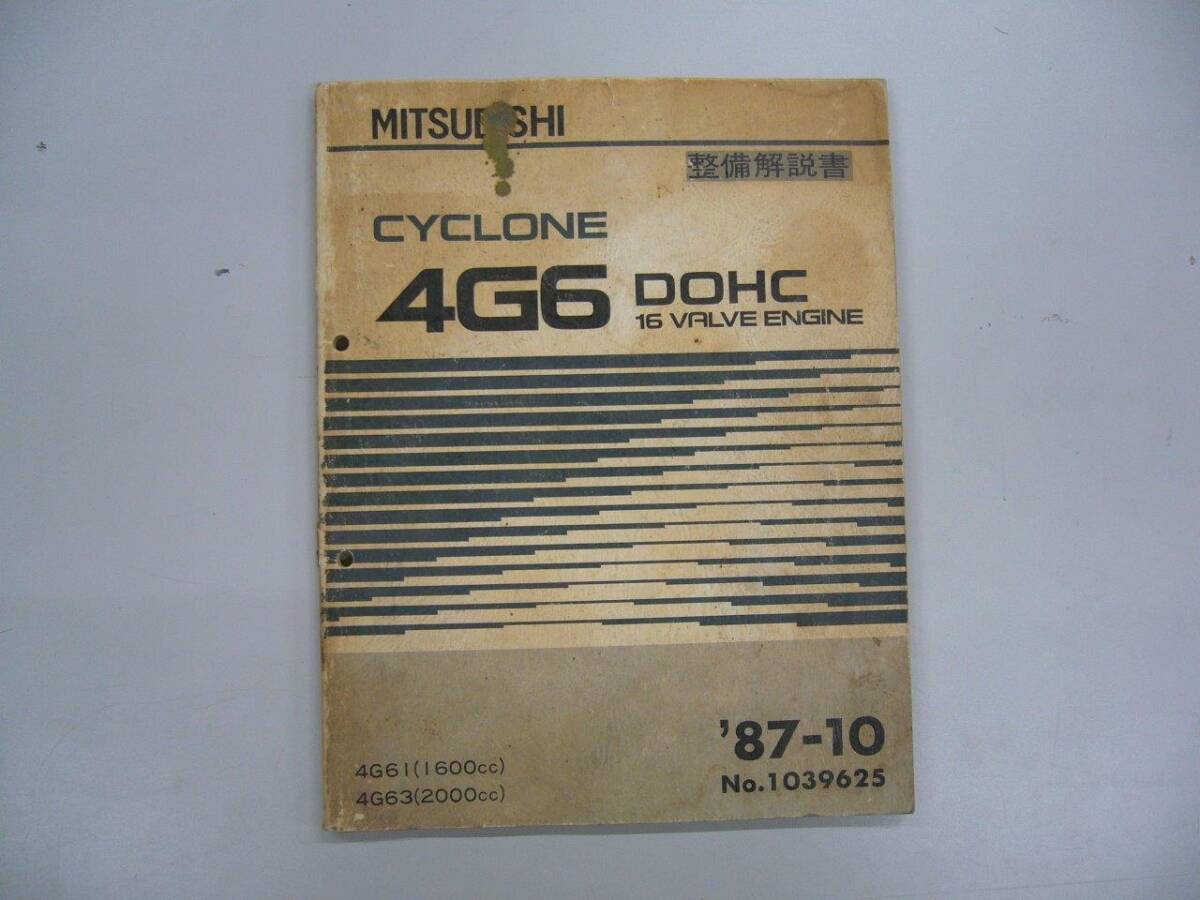 MITSUBISHI
整備解説書
CYCLONE
4G6 DOHC
16 VALVE ENGINE
'87-10
No.1039625
4G61(1600cc)
4G63(2000cc)